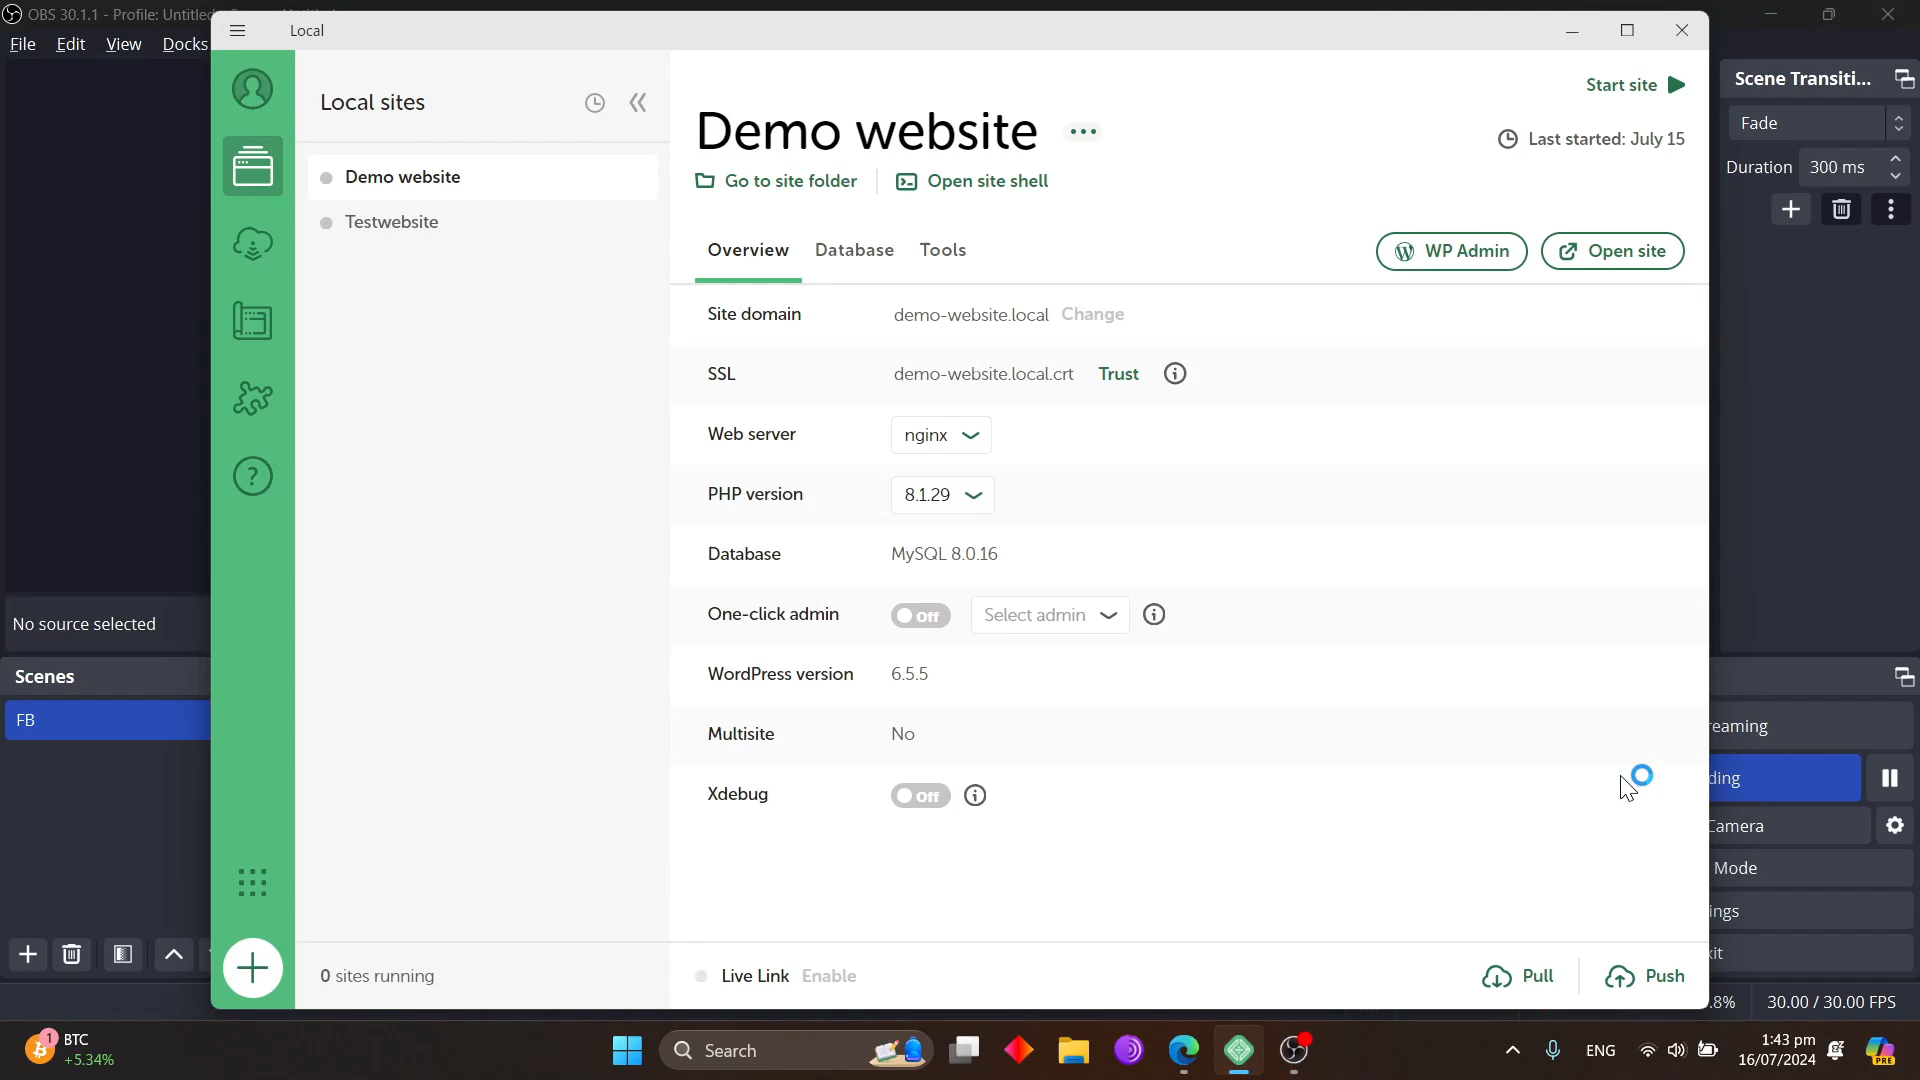 OBS 30.1.1 - Profile: Untitled
File Edit View Docks
Local
Local sites
Demo website
Testwebsite
0 sites running
Start site
Demo website
Last started: July 15
Go to site folder
Open site shell
Overview Database Tools
WP Admin
Open site
Site domain demo-website.local Change
SSL demo-website.local.crt Trust
Web server nginx
PHP version 8.1.29
Database MySQL 8.0.16
One-click admin Off Select admin
WordPress version 6.5.5
Multisite No
Xdebug Off
Live Link Enable
Pull
Push
Scene Transiti...
Fade
Duration 300 ms
No source selected
Scenes
FB
reaming
ding
Camera
Mode
ings
xit
.8% 30.00 / 30.00 FPS
1 BTC
+5.34%
Search
ENG
1:43 pm
16/07/2024
PRE